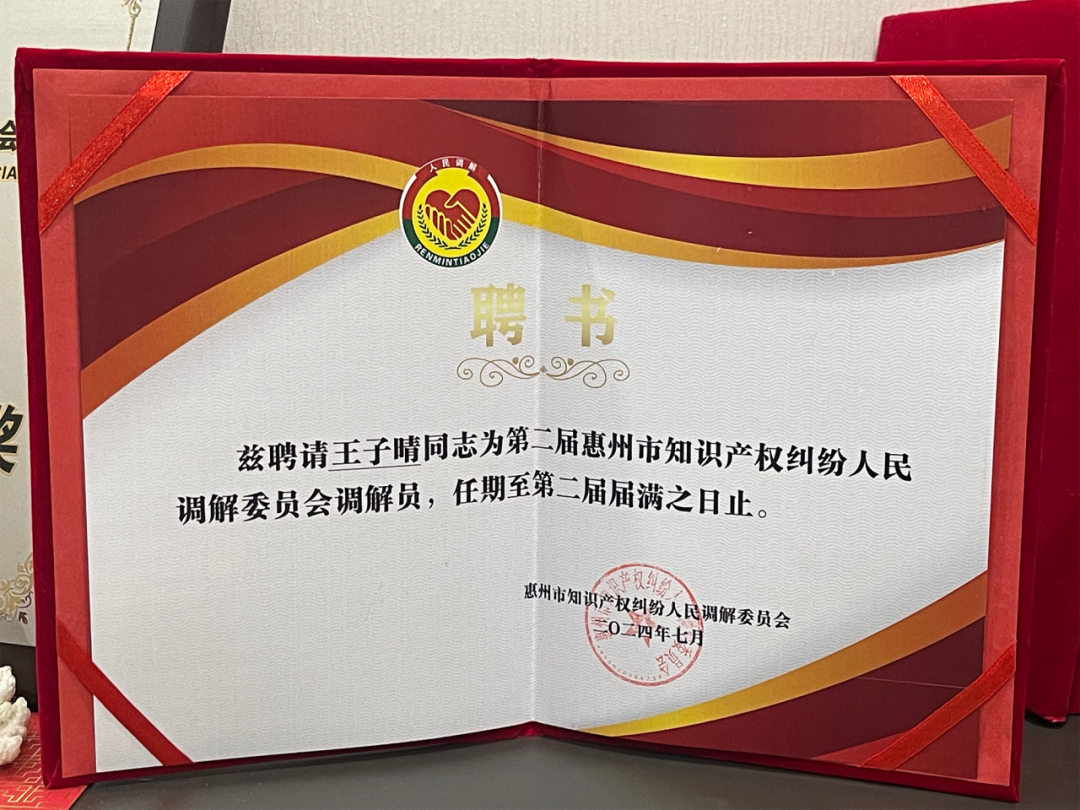 人民调解
RENMINTIAOJIE
聘书
兹聘请王子晴同志为第二届惠州市知识产权纠纷人民
调解委员会调解员，任期至第二届届满之日止。
惠州市知识产权纠纷人民调解委员会
二〇二四年七月
会
CIA
奖